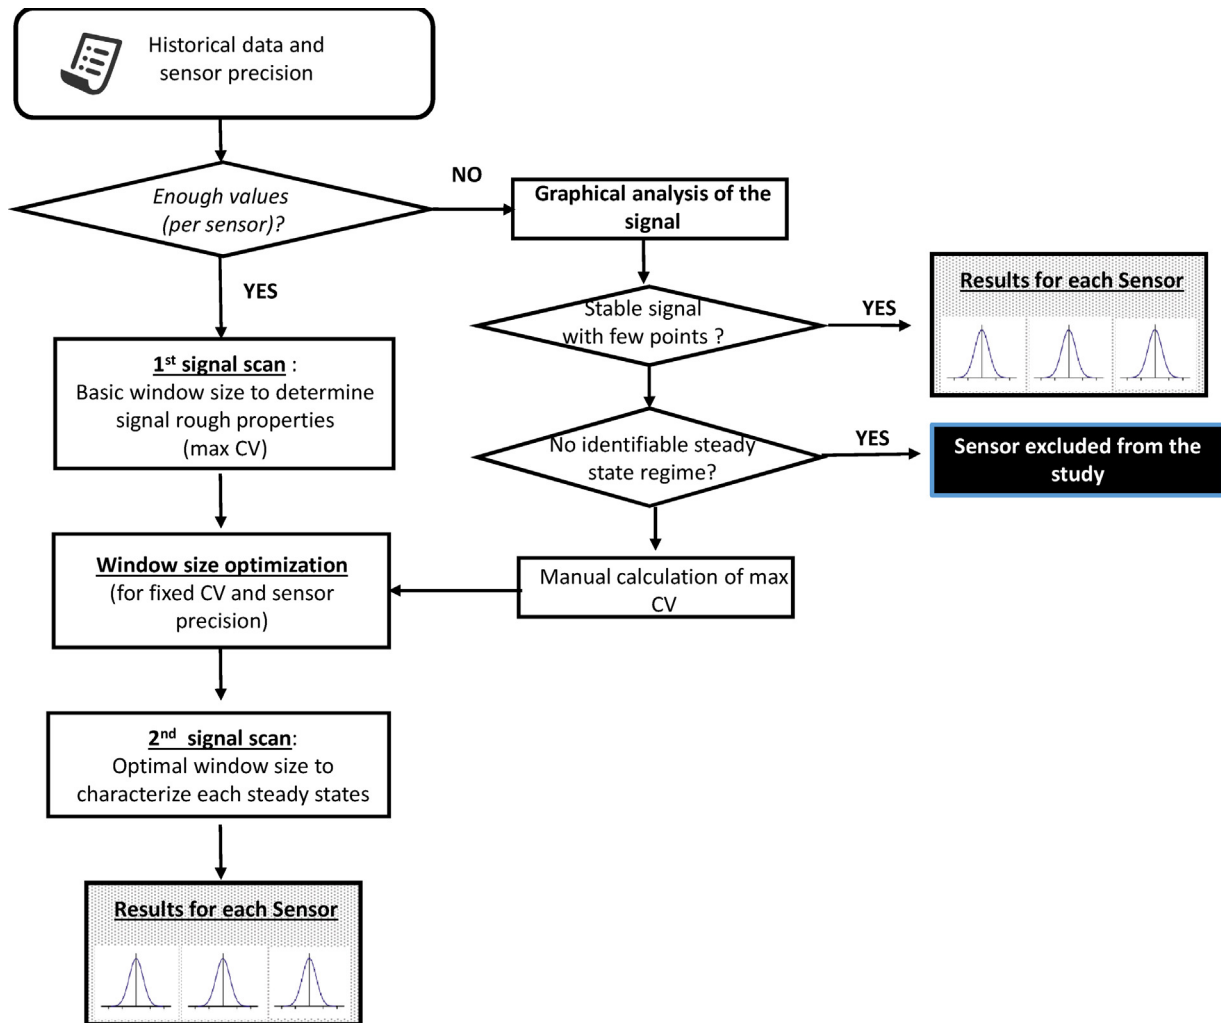 Historical data and
sensor precision
Enough values
(per sensor)?
NO
Graphical analysis of the
signal
YES
Stable signal
with few points ?
YES
Results for each Sensor
1st signal scan :
Basic window size to determine
signal rough properties
(max CV)
No identifiable steady
state regime?
YES
Sensor excluded from the
study
Window size optimization
(for fixed CV and sensor
precision)
Manual calculation of max
CV
2nd signal scan:
Optimal window size to
characterize each steady states
Results for each Sensor